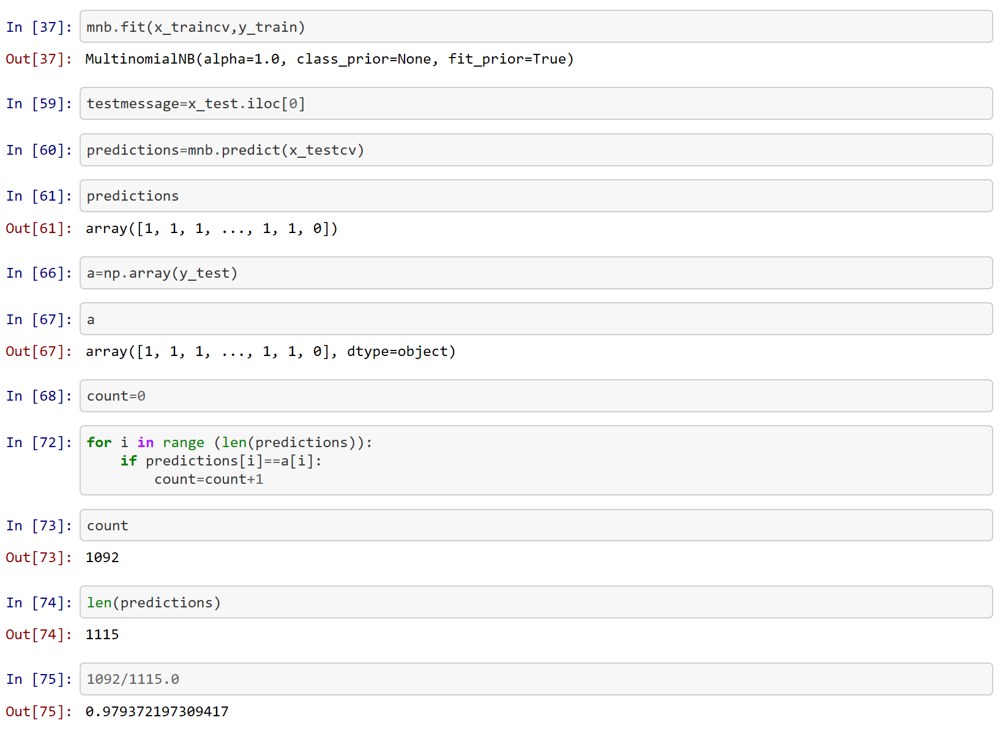 In [37]: mnb.fit(x_traincv,y_train)
Out[37]: MultinomialNB(alpha=1.0, class_prior=None, fit_prior=True)
In [59]: testmessage=x_test.iloc[0]
In [60]: predictions=mnb.predict(x_testcv)
In [61]: predictions
Out[61]: array([1, 1, 1, ..., 1, 1, 0])
In [66]: a=np.array(y_test)
In [67]: a
Out[67]: array([1, 1, 1, ..., 1, 1, 0], dtype=object)
In [68]: count=0
In [72]: for i in range (len(predictions)):
    if predictions[i]==a[i]:
        count=count+1
In [73]: count
Out[73]: 1092
In [74]: len(predictions)
Out[74]: 1115
In [75]: 1092/1115.0
Out[75]: 0.979372197309417